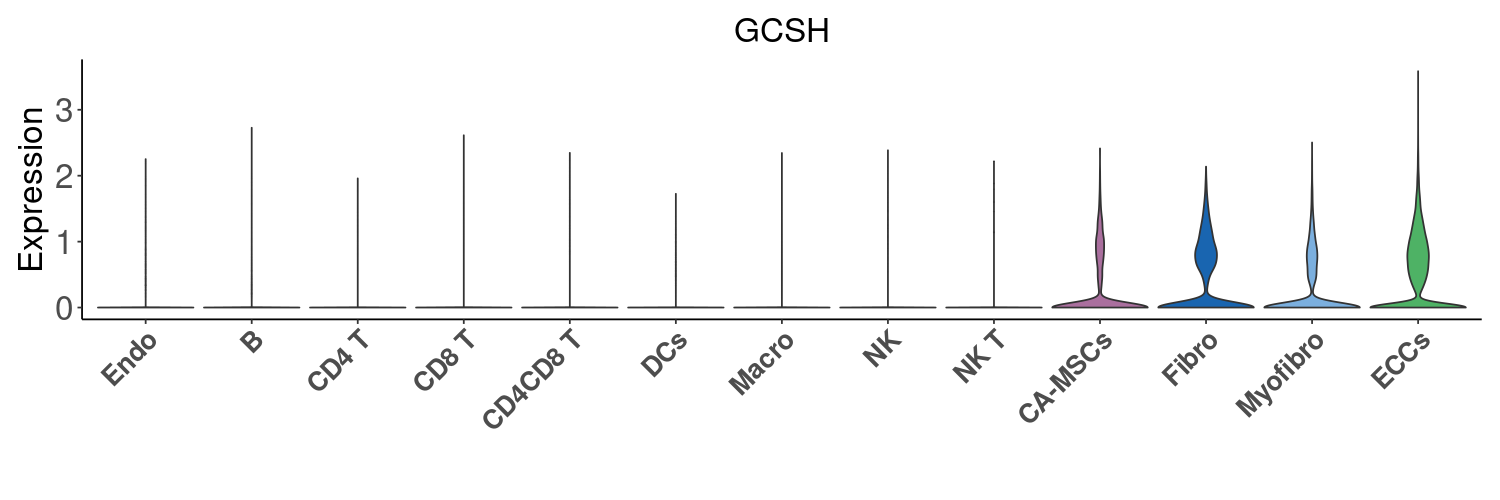 GCSH
Expression
3
2
1
0
Endo
B
CD4 T
CD8 T
CD4CD8 T
DCs
Macro
NK
NK T
CA-MSCs
Fibro
Myofibro
ECCs